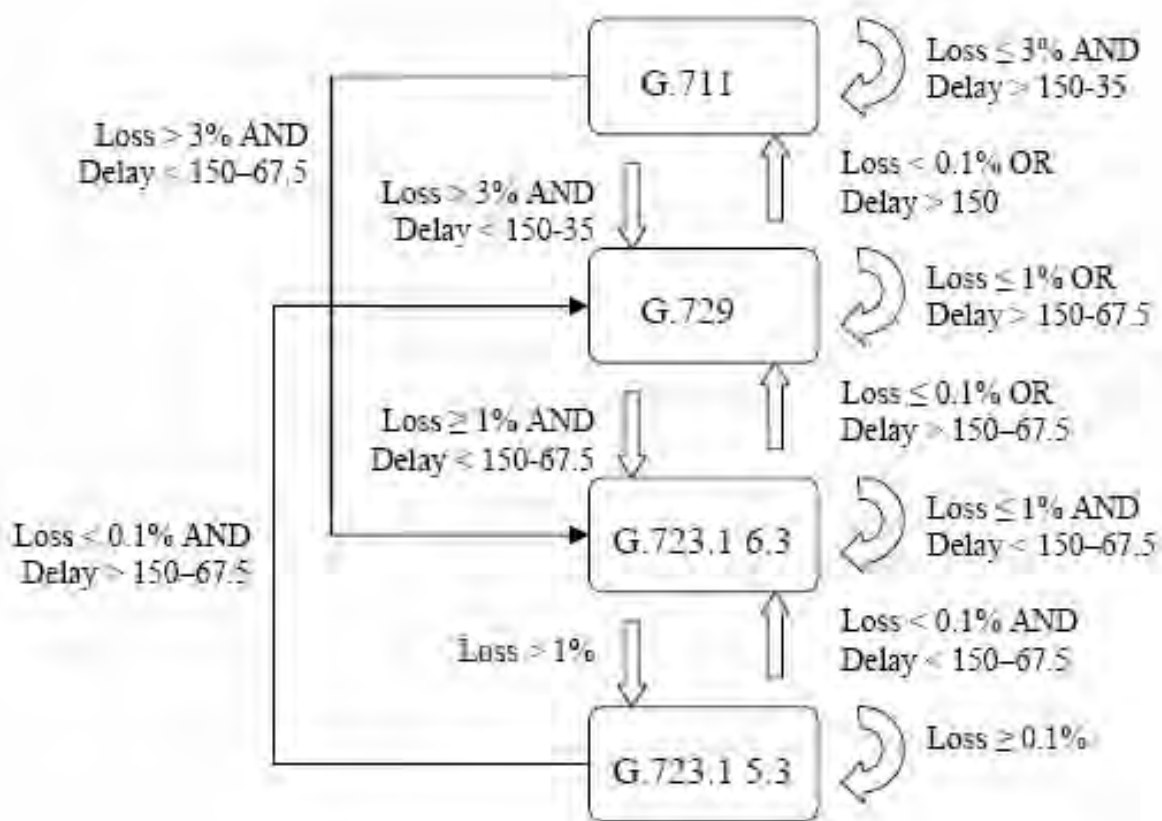 G.711
Loss ≤ 3% AND
Delay > 150-35
Loss > 3% AND
Delay < 150–67.5
Loss > 3% AND
Delay < 150-35
Loss < 0.1% OR
Delay > 150
G.729
Loss ≤ 1% OR
Delay > 150-67.5
Loss ≥ 1% AND
Delay < 150-67.5
Loss ≤ 0.1% OR
Delay > 150–67.5
Loss < 0.1% AND
Delay > 150–67.5
G.723.1 6.3
Loss ≤ 1% AND
Delay < 150–67.5
Loss > 1%
Loss < 0.1% AND
Delay < 150–67.5
G.723.1 5.3
Loss ≥ 0.1%